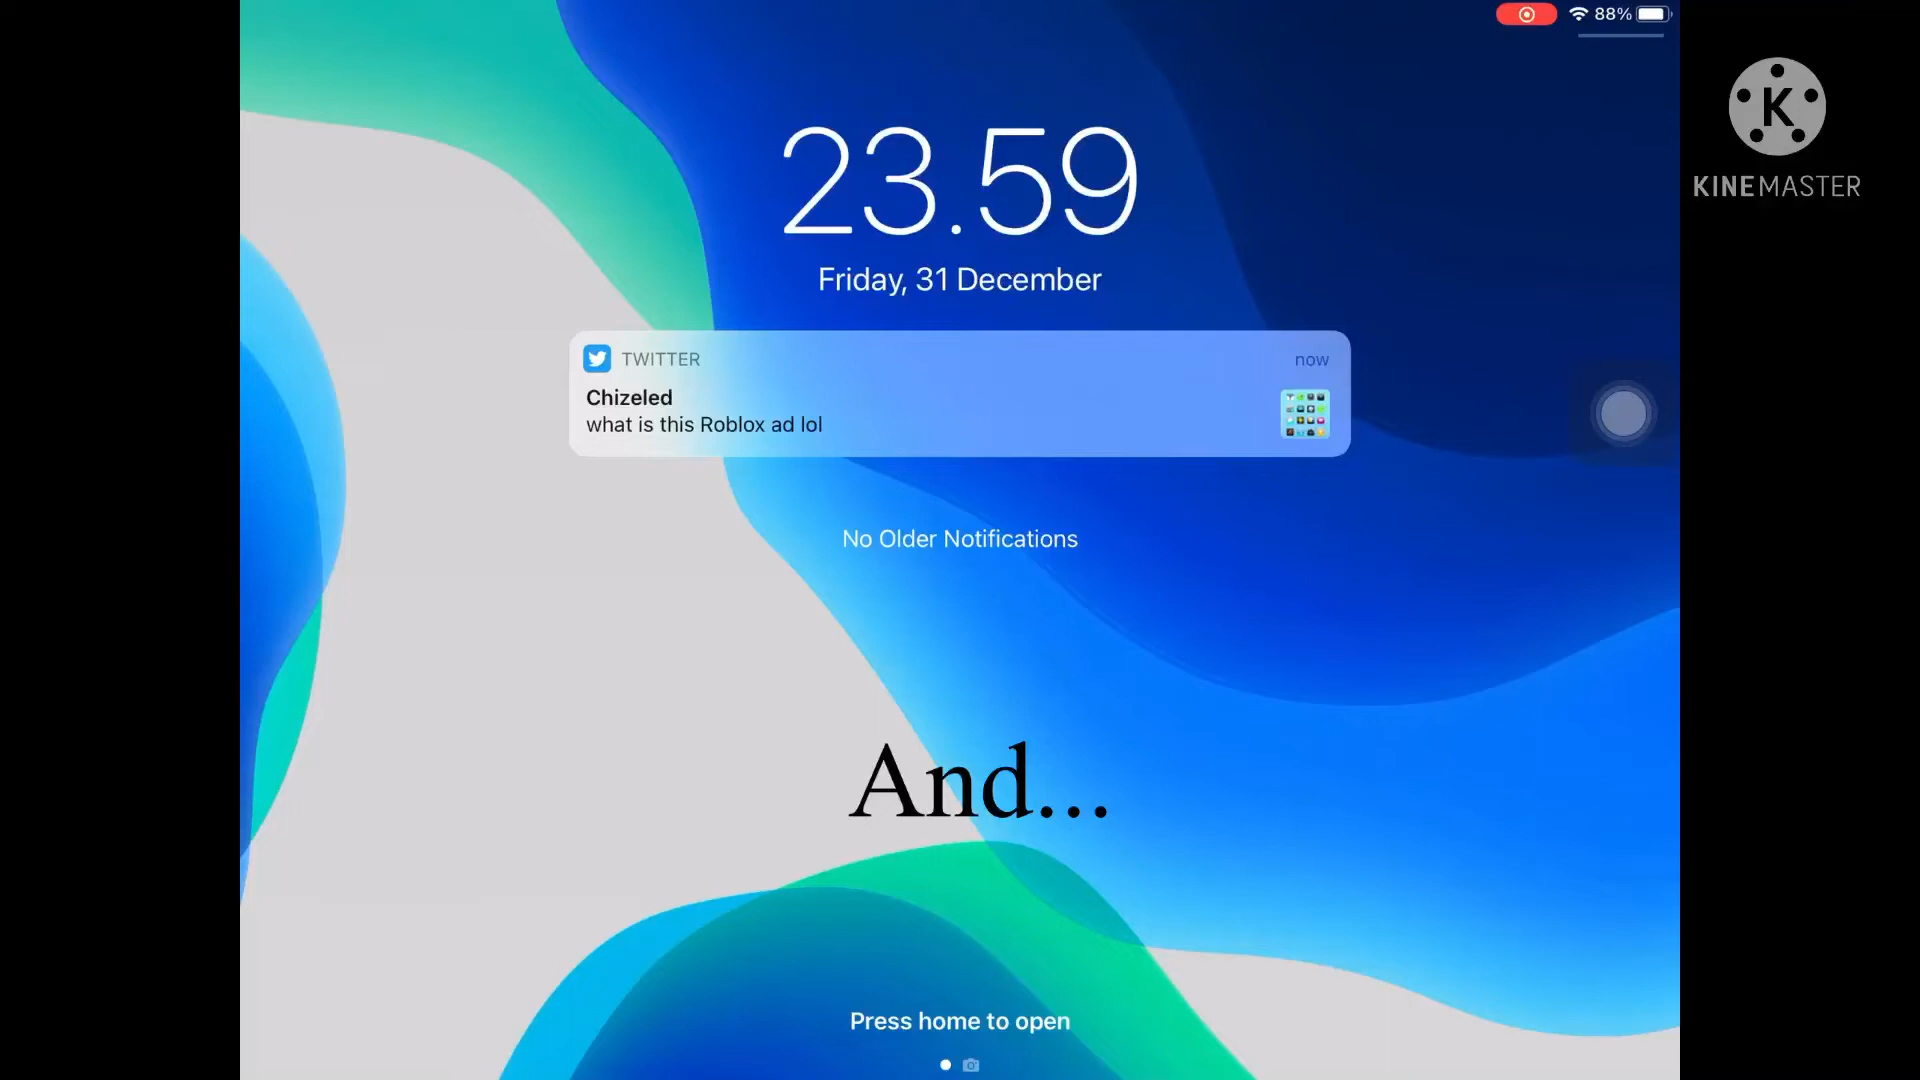 88%
K
KINEMASTER
23.59
Friday, 31 December
TWITTER
now
Chizeled
what is this Roblox ad lol
No Older Notifications
And...
Press home to open